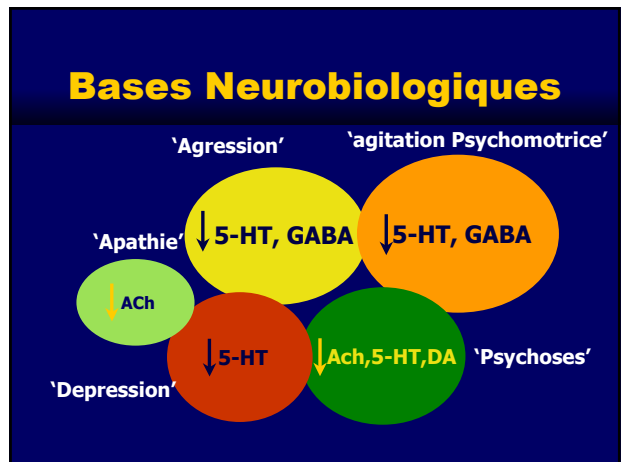 Bases Neurobiologiques
‘Agression’
‘agitation Psychomotrice’
↓ 5-HT, GABA
↓ 5-HT, GABA
‘Apathie’
↓ ACh
↓ 5-HT
↓ Ach,5-HT,DA
‘Psychoses’
‘Depression’